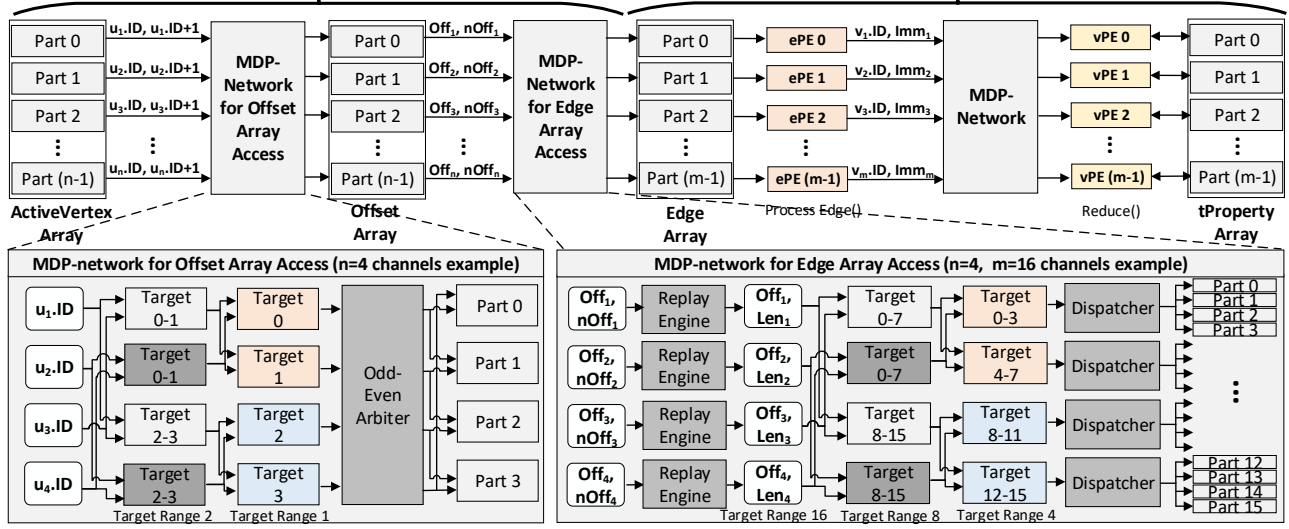 Part 0
Part 1
Part 2
Part (n-1)
ActiveVertex
Array
u₁.ID, u₁.ID+1
u₂.ID, u₂.ID+1
u₃.ID, u₃.ID+1
uₙ.ID, uₙ.ID+1
MDP-
Network
for Offset
Array
Access
Part 0
Part 1
Part 2
Part (n-1)
Offset
Array
Off₁, nOff₁
Off₂, nOff₂
Off₃, nOff₃
Offₙ, nOffₙ
MDP-
Network
for Edge
Array
Access
Part 0
Part 1
Part 2
Part (m-1)
Edge
Array
ePE 0
ePE 1
ePE 2
ePE (m-1)
Process Edge()
v₁.ID, Imm₁
v₂.ID, Imm₂
v₃.ID, Imm₃
vₘ.ID, Immₘ
MDP-
Network
vPE 0
vPE 1
vPE 2
vPE (m-1)
Reduce()
Part 0
Part 1
Part 2
Part (m-1)
tProperty
Array
MDP-network for Offset Array Access (n=4 channels example)
u₁.ID
u₂.ID
u₃.ID
u₄.ID
Target
0-1
Target
0-1
Target
2-3
Target
2-3
Target Range 2
Target
0
Target
1
Target
2
Target
3
Target Range 1
Odd-
Even
Arbiter
Part 0
Part 1
Part 2
Part 3
MDP-network for Edge Array Access (n=4, m=16 channels example)
Off₁,
nOff₁
Off₂,
nOff₂
Off₃,
nOff₃
Off₄,
nOff₄
Replay
Engine
Replay
Engine
Replay
Engine
Replay
Engine
Off₁,
Len₁
Off₂,
Len₂
Off₃,
Len₃
Off₄,
Len₄
Target Range 16
Target
0-7
Target
0-7
Target
8-15
Target
8-15
Target Range 8
Target
0-3
Target
4-7
Target
8-11
Target
12-15
Target Range 4
Dispatcher
Dispatcher
Dispatcher
Dispatcher
Part 0
Part 1
Part 2
Part 3
Part 12
Part 13
Part 14
Part 15